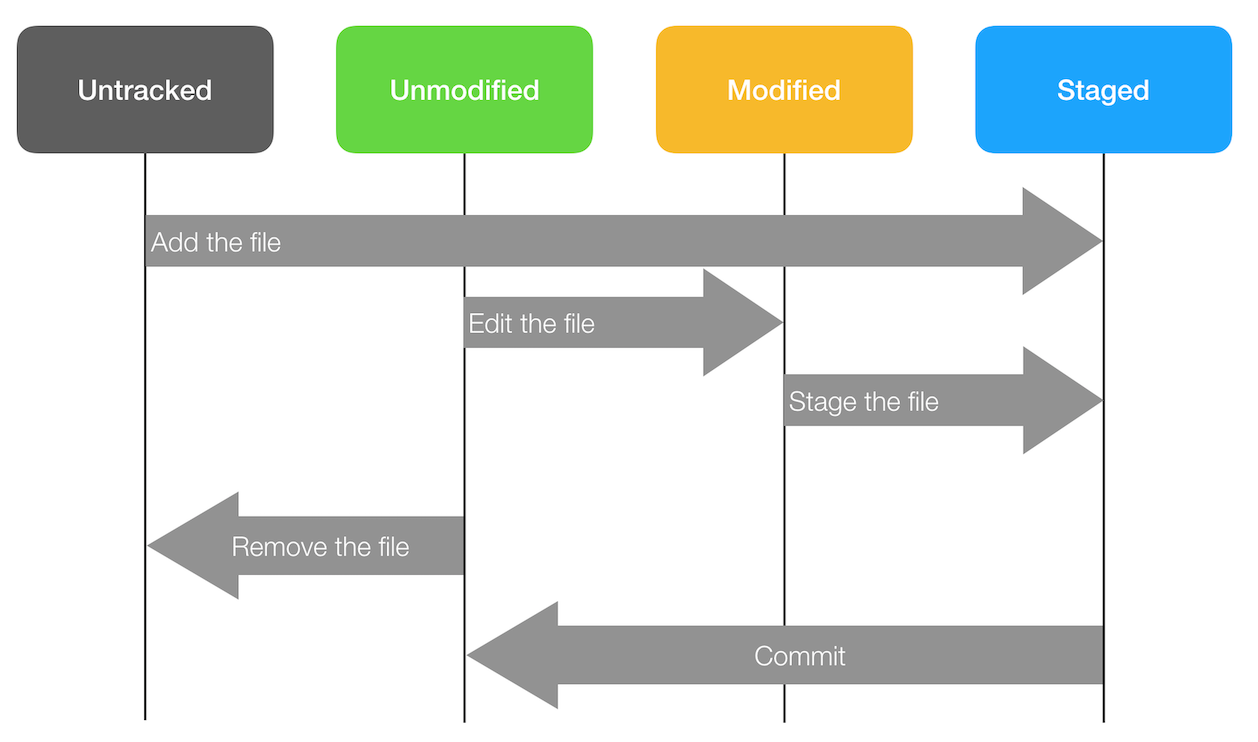 Untracked
Unmodified
Modified
Staged
Add the file
Edit the file
Stage the file
Remove the file
Commit